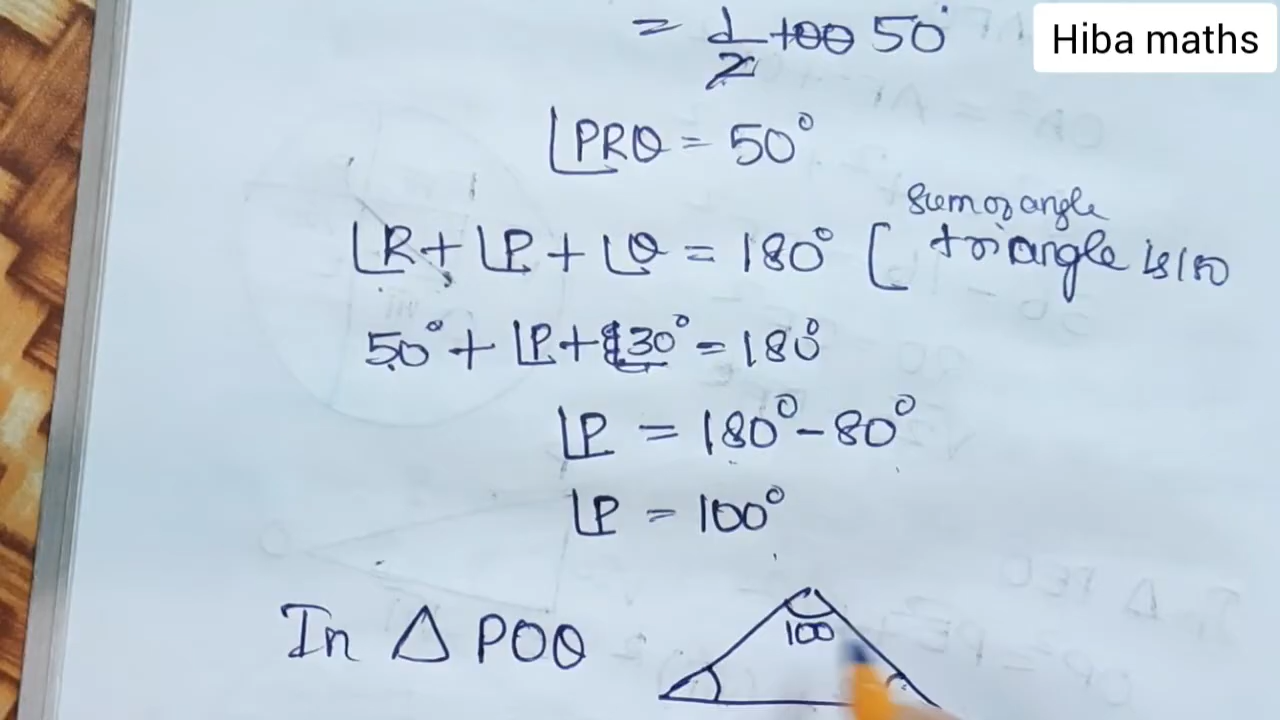 = 1/2 100 50°
Hiba maths
∠PRQ = 50°
∠R + ∠P + ∠Q = 180° [ Sum of angle
triangle is 180
50° + ∠P + 30° = 180°
∠P = 180° - 80°
∠P = 100°
In △ POQ
100